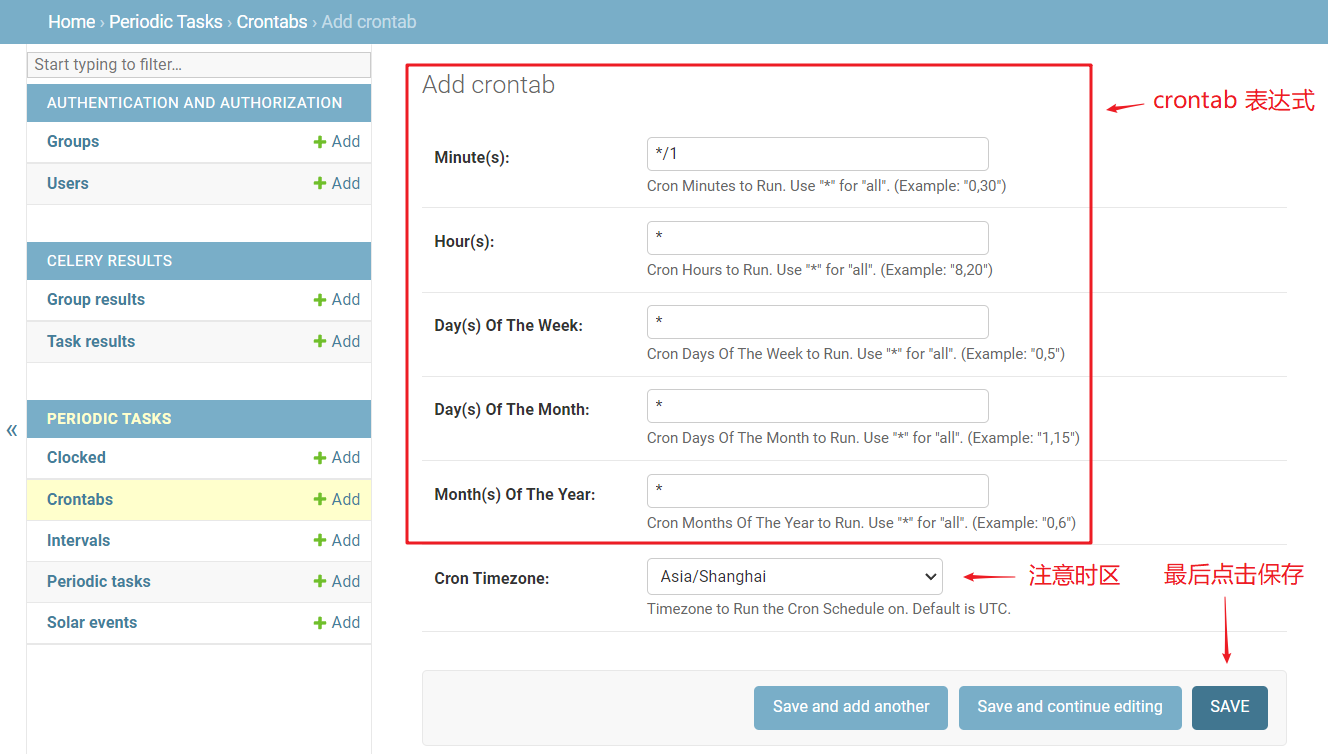 Home › Periodic Tasks › Crontabs › Add crontab
Start typing to filter...
AUTHENTICATION AND AUTHORIZATION
Groups + Add
Users + Add
CELERY RESULTS
Group results + Add
Task results + Add
«
PERIODIC TASKS
Clocked + Add
Crontabs + Add
Intervals + Add
Periodic tasks + Add
Solar events + Add
Add crontab
crontab 表达式
Minute(s): */1
Cron Minutes to Run. Use "*" for "all". (Example: "0,30")
Hour(s): *
Cron Hours to Run. Use "*" for "all". (Example: "8,20")
Day(s) Of The Week: *
Cron Days Of The Week to Run. Use "*" for "all". (Example: "0,5")
Day(s) Of The Month: *
Cron Days Of The Month to Run. Use "*" for "all". (Example: "1,15")
Month(s) Of The Year: *
Cron Months Of The Year to Run. Use "*" for "all". (Example: "0,6")
Cron Timezone: Asia/Shanghai
注意时区
最后点击保存
Timezone to Run the Cron Schedule on. Default is UTC.
Save and add another
Save and continue editing
SAVE